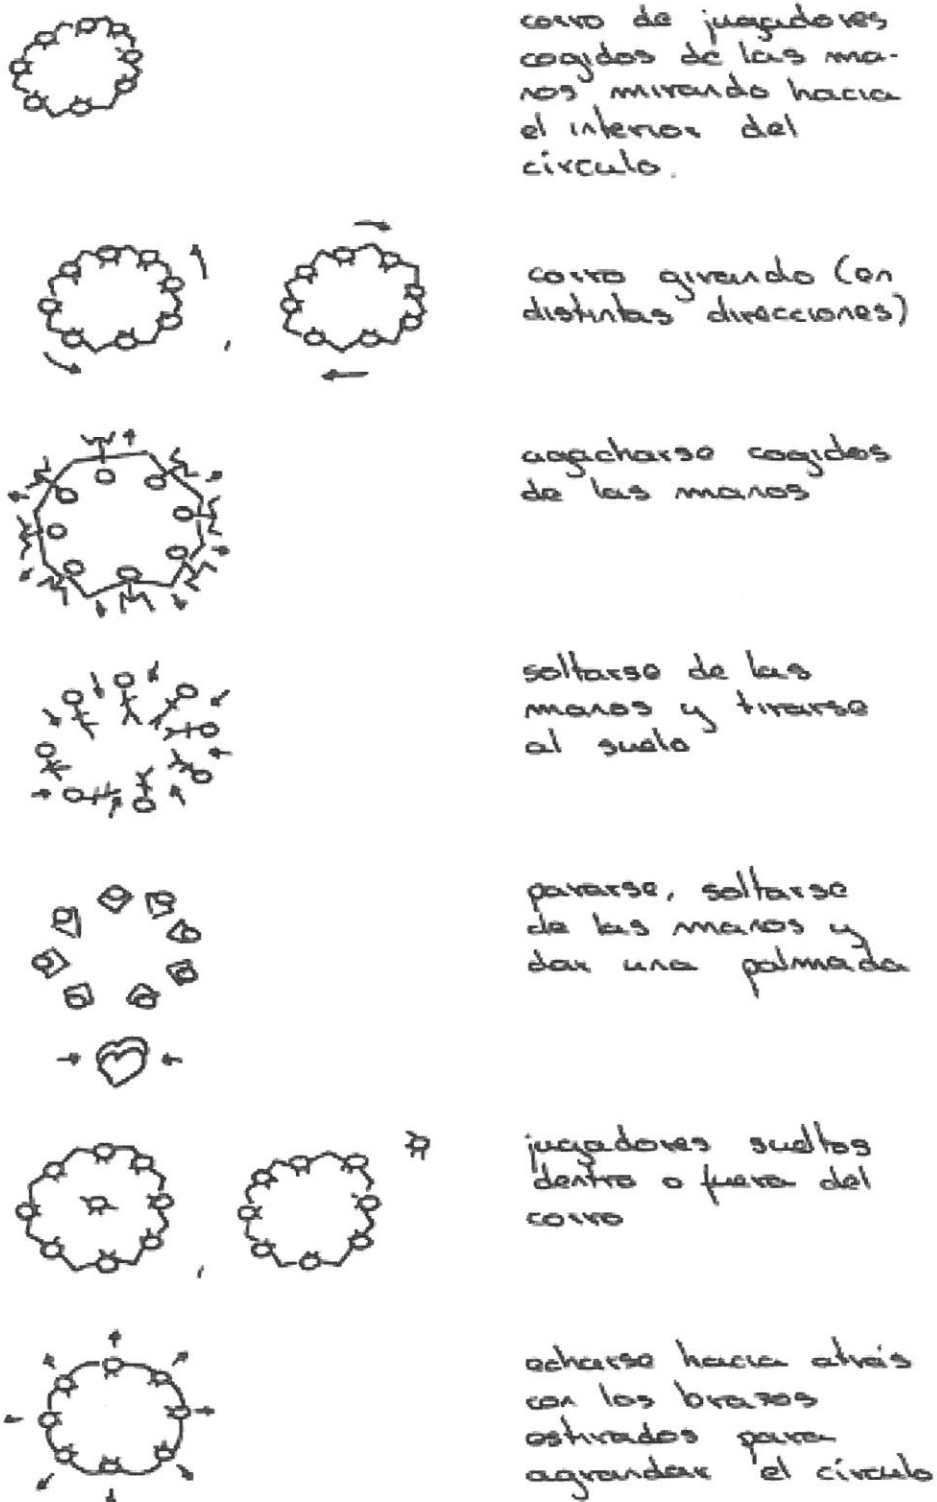 corro de jugadores
cogidos de las ma-
nos mirando hacia
el interior del
círculo.
corro girando (en
distintas direcciones)
agacharse cogidos
de las manos
soltarse de las
manos y tirarse
al suelo
pararse, soltarse
de las manos y
dar una palmada
jugadores sueltos
dentro o fuera del
corro
echarse hacia atrás
con los brazos
estirados para
agrandar el círculo